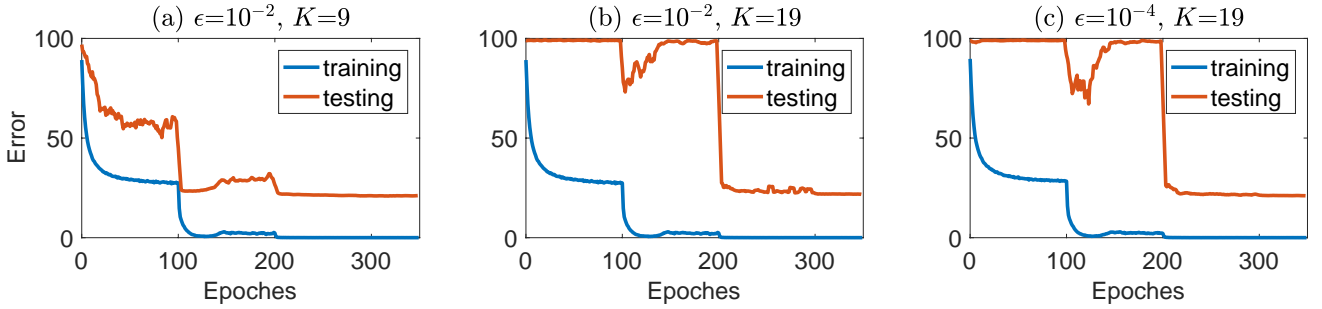 (a) ϵ=10⁻², K=9
100
50
0
Error
training
testing
0 100 200 300
Epoches
(b) ϵ=10⁻², K=19
100
50
0
training
testing
0 100 200 300
Epoches
(c) ϵ=10⁻⁴, K=19
100
50
0
training
testing
0 100 200 300
Epoches